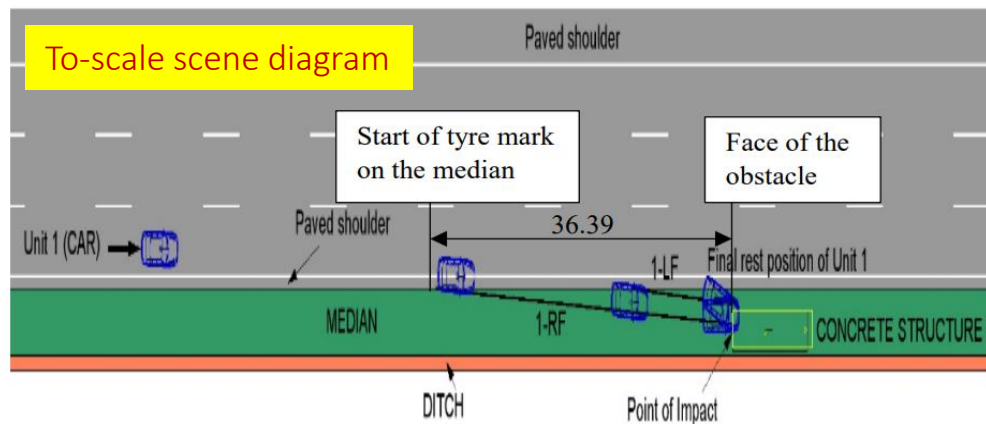 To-scale scene diagram
Paved shoulder
Start of tyre mark
on the median
Face of the
obstacle
Unit 1 (CAR)
Paved shoulder
36.39
1-LF
Final rest position of Unit 1
MEDIAN
1-RF
CONCRETE STRUCTURE
DITCH
Point of Impact